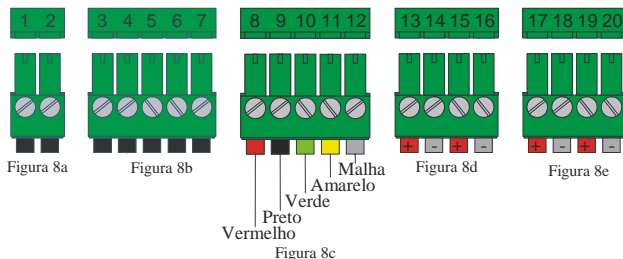 1 2 3 4 5 6 7 8 9 10 11 12 13 14 15 16 17 18 19 20
+ - + - + - + -
Figura 8a Figura 8b Malha Figura 8d Figura 8e
Amarelo
Verde
Preto
Vermelho
Figura 8c